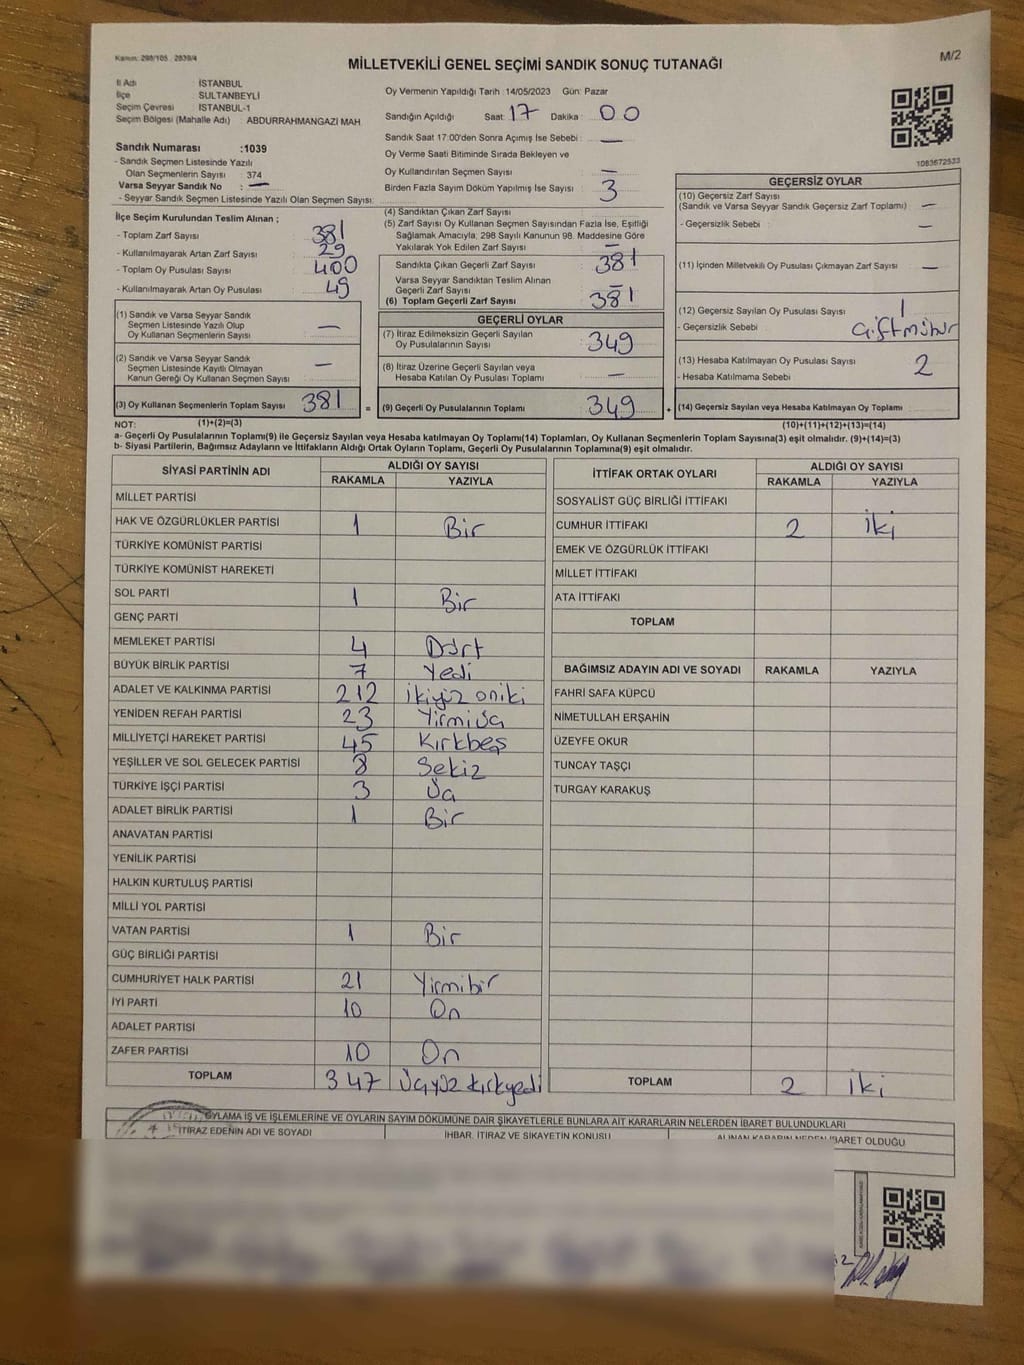 Kanun: 298/105 , 2839/4
M/2
MİLLETVEKİLİ GENEL SEÇİMİ SANDIK SONUÇ TUTANAĞI
İl Adı İSTANBUL
İlçe SULTANBEYLİ
Seçim Çevresi İSTANBUL-1
Seçim Bölgesi (Mahalle Adı) : ABDURRAHMANGAZİ MAH
Sandık Numarası :1039
- Sandık Seçmen Listesinde Yazılı
Olan Seçmenlerin Sayısı : 374
Varsa Seyyar Sandık No : —
- Seyyar Sandık Seçmen Listesinde Yazılı Olan Seçmen Sayısı:
Oy Vermenin Yapıldığı Tarih :14/05/2023 Gün: Pazar
Sandığın Açıldığı Saat: 17 Dakika : 00
Sandık Saat 17:00'den Sonra Açımış İse Sebebi : —
Oy Verme Saati Bitiminde Sırada Bekleyen ve
Oy Kullandırılan Seçmen Sayısı : —
Birden Fazla Sayım Döküm Yapılmış İse Sayısı : 3
1083672533
İlçe Seçim Kurulundan Teslim Alınan ;
- Toplam Zarf Sayısı : 381
- Kullanılmayarak Artan Zarf Sayısı : 29
- Toplam Oy Pusulası Sayısı : 400
- Kullanılmayarak Artan Oy Pusulası : 49
(1) Sandık ve Varsa Seyyar Sandık
Seçmen Listesinde Yazılı Olup
Oy Kullanan Seçmenlerin Sayısı —
(2) Sandık ve Varsa Seyyar Sandık
Seçmen Listesinde Kayıtlı Olmayan
Kanun Gereği Oy Kullanan Seçmen Sayısı —
(3) Oy Kullanan Seçmenlerin Toplam Sayısı 381 =
(4) Sandıktan Çıkan Zarf Sayısı
(5) Zarf Sayısı Oy Kullanan Seçmen Sayısından Fazla İse, Eşitliği
Sağlamak Amacıyla, 298 Sayılı Kanunun 98. Maddesine Göre
Yakılarak Yok Edilen Zarf Sayısı —
Sandıkta Çıkan Geçerli Zarf Sayısı 381
Varsa Seyyar Sandıktan Teslim Alınan
Geçerli Zarf Sayısı —
(6) Toplam Geçerli Zarf Sayısı 381
GEÇERLİ OYLAR
(7) İtiraz Edilmeksizin Geçerli Sayılan
Oy Pusulalarının Sayısı 349
(8) İtiraz Üzerine Geçerli Sayılan veya
Hesaba Katılan Oy Pusulası Toplamı —
(9) Geçerli Oy Pusulalarının Toplamı 349 +
GEÇERSİZ OYLAR
(10) Geçersiz Zarf Sayısı
(Sandık ve Varsa Seyyar Sandık Geçersiz Zarf Toplamı) —
- Geçersizlik Sebebi : —
(11) İçinden Milletvekili Oy Pusulası Çıkmayan Zarf Sayısı : —
(12) Geçersiz Sayılan Oy Pusulası Sayısı 1
- Geçersizlik Sebebi : Çift mühür
(13) Hesaba Katılmayan Oy Pusulası Sayısı 2
- Hesaba Katılmama Sebebi
(14) Geçersiz Sayılan veya Hesaba Katılmayan Oy Toplamı
NOT: (1)+(2)=(3) (10)+(11)+(12)+(13)=(14)
a- Geçerli Oy Pusulalarının Toplamı(9) ile Geçersiz Sayılan veya Hesaba katılmayan Oy Toplamı(14) Toplamları, Oy Kullanan Seçmenlerin Toplam Sayısına(3) eşit olmalıdır. (9)+(14)=(3)
b- Siyasi Partilerin, Bağımsız Adayların ve İttifakların Aldığı Ortak Oyların Toplamı, Geçerli Oy Pusulalarının Toplamına(9) eşit olmalıdır.
SİYASİ PARTİNİN ADI ALDIĞI OY SAYISI
RAKAMLA YAZIYLA
MİLLET PARTİSİ
HAK VE ÖZGÜRLÜKLER PARTİSİ 1 Bir
TÜRKİYE KOMÜNİST PARTİSİ
TÜRKİYE KOMÜNİST HAREKETİ
SOL PARTİ 1 Bir
GENÇ PARTİ
MEMLEKET PARTİSİ 4 Dört
BÜYÜK BİRLİK PARTİSİ 7 Yedi
ADALET VE KALKINMA PARTİSİ 212 ikiyüz oniki
YENİDEN REFAH PARTİSİ 23 Yirmiüç
MİLLİYETÇİ HAREKET PARTİSİ 45 Kırkbeş
YEŞİLLER VE SOL GELECEK PARTİSİ 8 Sekiz
TÜRKİYE İŞÇİ PARTİSİ 3 Üç
ADALET BİRLİK PARTİSİ 1 Bir
ANAVATAN PARTİSİ
YENİLİK PARTİSİ
HALKIN KURTULUŞ PARTİSİ
MİLLİ YOL PARTİSİ
VATAN PARTİSİ 1 Bir
GÜÇ BİRLİĞİ PARTİSİ
CUMHURİYET HALK PARTİSİ 21 Yirmibir
İYİ PARTİ 10 On
ADALET PARTİSİ
ZAFER PARTİSİ 10 On
TOPLAM 347 Üçyüz kırkyedi
İTTİFAK ORTAK OYLARI ALDIĞI OY SAYISI
RAKAMLA YAZIYLA
SOSYALİST GÜÇ BİRLİĞİ İTTİFAKI
CUMHUR İTTİFAKI 2 iki
EMEK VE ÖZGÜRLÜK İTTİFAKI
MİLLET İTTİFAKI
ATA İTTİFAKI
TOPLAM
BAĞIMSIZ ADAYIN ADI VE SOYADI RAKAMLA YAZIYLA
FAHRİ SAFA KÜPCÜ
NİMETULLAH ERŞAHİN
ÜZEYFE OKUR
TUNCAY TAŞÇI
TURGAY KARAKUŞ
TOPLAM 2 iki
OYLAMA İŞ VE İŞLEMLERİNE VE OYLARIN SAYIM DÖKÜMÜNE DAİR ŞİKAYETLERLE BUNLARA AİT KARARLARIN NELERDEN İBARET BULUNDUKLARI
İTİRAZ EDENİN ADI VE SOYADI İHBAR, İTİRAZ VE ŞİKAYETİN KONUSU ALINAN KARARIN NEDEN İBARET OLDUĞU